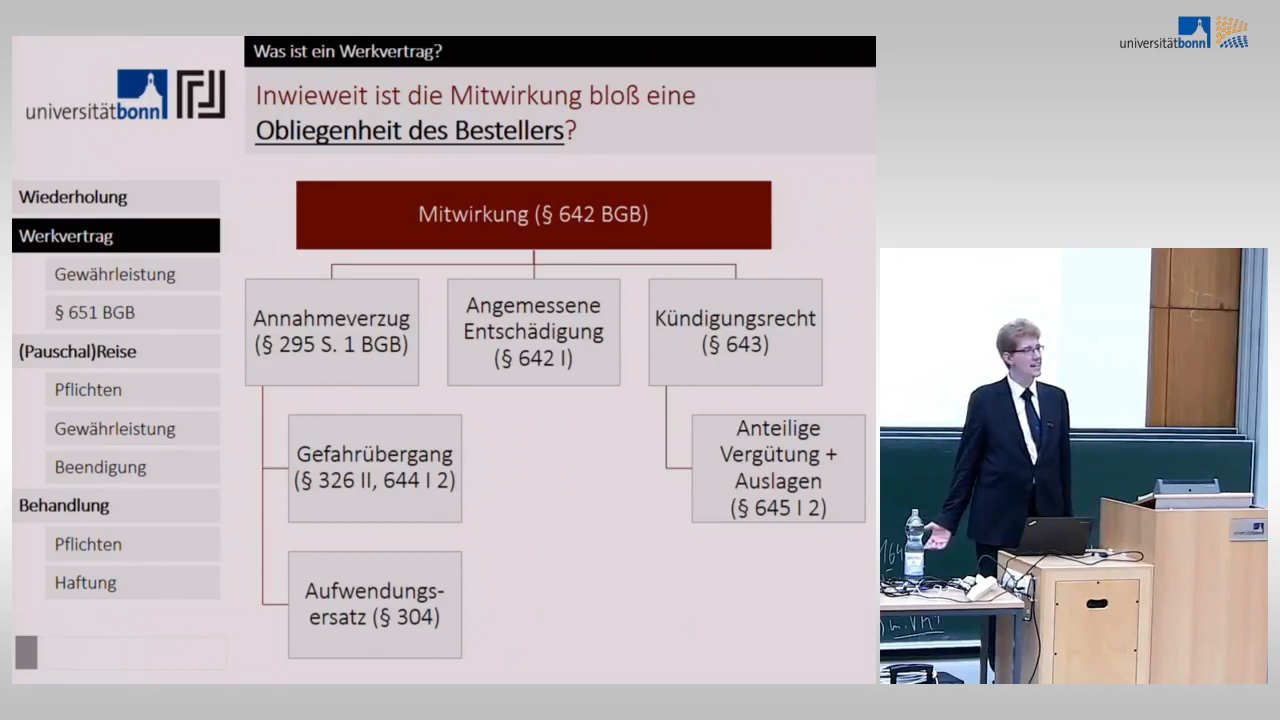 universitätbonn
Was ist ein Werkvertrag?
universitätbonn
Inwieweit ist die Mitwirkung bloß eine
Obliegenheit des Bestellers?
Wiederholung
Werkvertrag
Gewährleistung
§ 651 BGB
(Pauschal)Reise
Pflichten
Gewährleistung
Beendigung
Behandlung
Pflichten
Haftung
Mitwirkung (§ 642 BGB)
Annahmeverzug
(§ 295 S. 1 BGB)
Angemessene
Entschädigung
(§ 642 I)
Kündigungsrecht
(§ 643)
Gefahrübergang
(§ 326 II, 644 I 2)
Anteilige
Vergütung +
Auslagen
(§ 645 I 2)
Aufwendungs-
ersatz (§ 304)